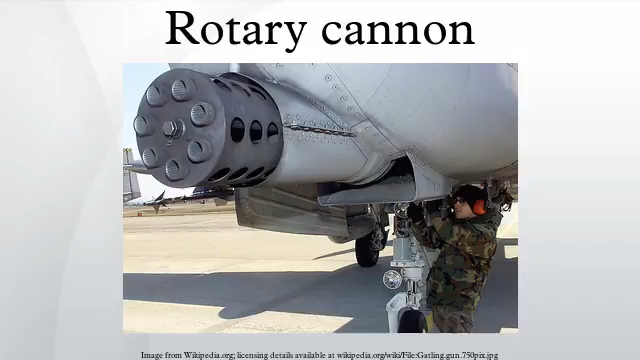 Rotary cannon
Image from Wikipedia.org; licensing details available at wikipedia.org/wiki/File:Gatling.gun.750pix.jpg